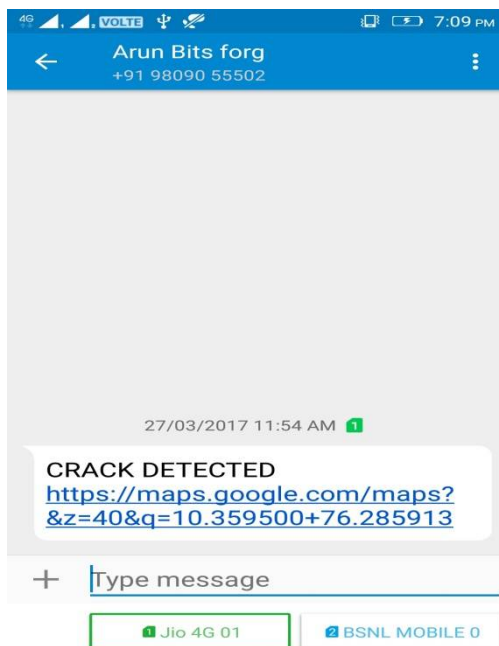 4G VOLTE 7:09 PM
Arun Bits forg
+91 98090 55502
27/03/2017 11:54 AM 1
CRACK DETECTED
https://maps.google.com/maps?
&z=40&q=10.359500+76.285913
Type message
1 Jio 4G 01 2 BSNL MOBILE 0